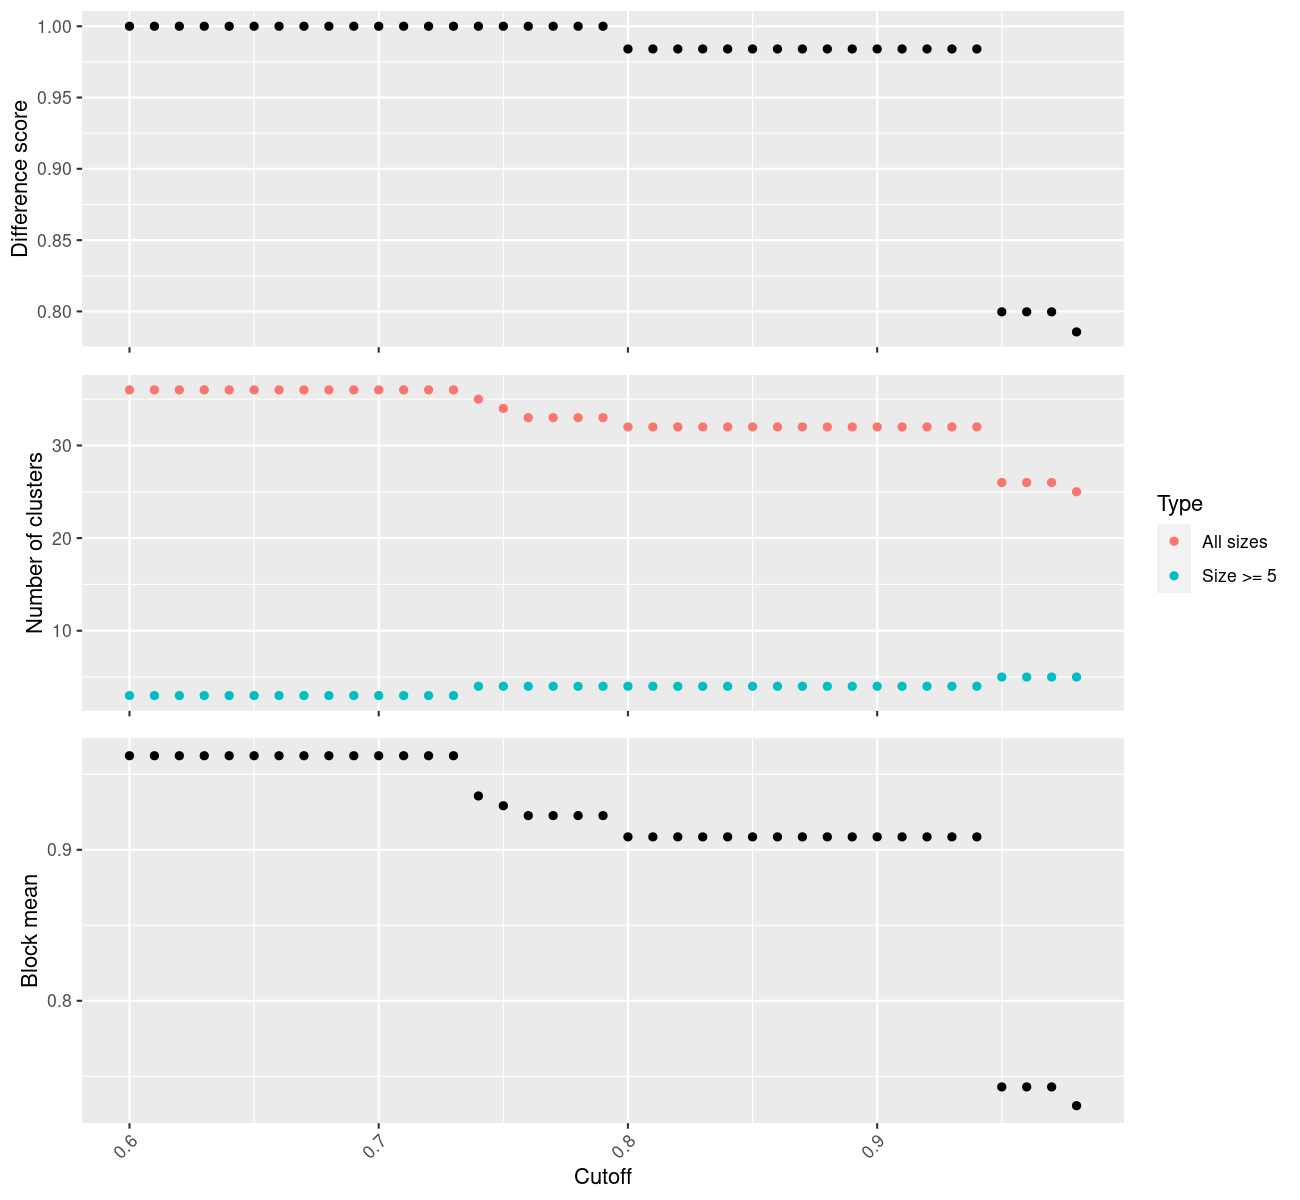 1.00
0.95
0.90
0.85
0.80
Difference score
30
20
10
Number of clusters
Type
All sizes
Size >= 5
0.9
0.8
Block mean
0.6
0.7
0.8
0.9
Cutoff